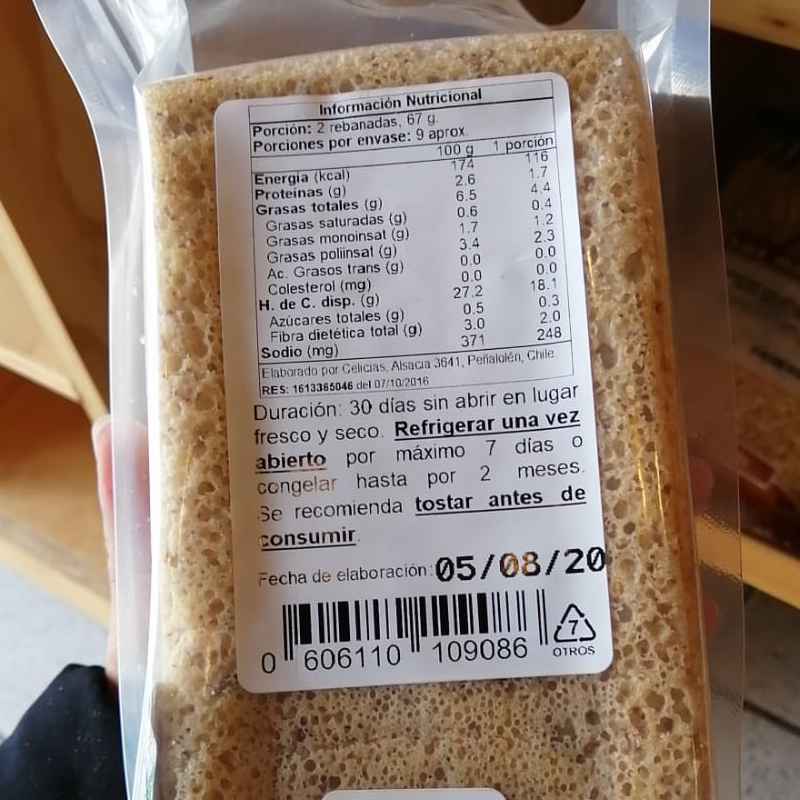 Información Nutricional
Porción: 2 rebanadas, 67 g.
Porciones por envase: 9 aprox.
100 g 1 porción
Energía (kcal) 174 116
Proteínas (g) 2.6 1.7
Grasas totales (g) 6.5 4.4
Grasas saturadas (g) 0.6 0.4
Grasas monoinsat (g) 1.7 1.2
Grasas poliinsat (g) 3.4 2.3
Ac. Grasos trans (g) 0.0 0.0
Colesterol (mg) 0.0 0.0
H. de C. disp. (g) 27.2 18.1
Azúcares totales (g) 0.5 0.3
Fibra dietética total (g) 3.0 2.0
Sodio (mg) 371 248
Elaborado por Celicias, Alsacia 3641, Peñalolén, Chile
RES: 1613365046 del 07/10/2016
Duración: 30 días sin abrir en lugar
fresco y seco. Refrigerar una vez
abierto por máximo 7 días o
congelar hasta por 2 meses.
Se recomienda tostar antes de
consumir.
Fecha de elaboración: 05/08/20
0 606110 109086
7
OTROS